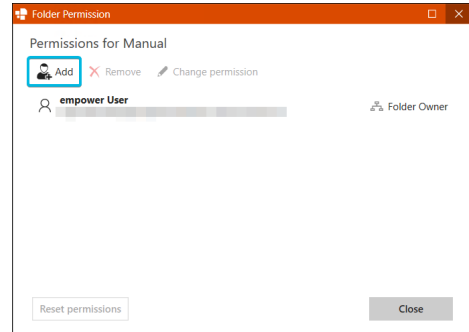 Folder Permission
Permissions for Manual
Add Remove Change permission
empower User
Folder Owner
Reset permissions Close